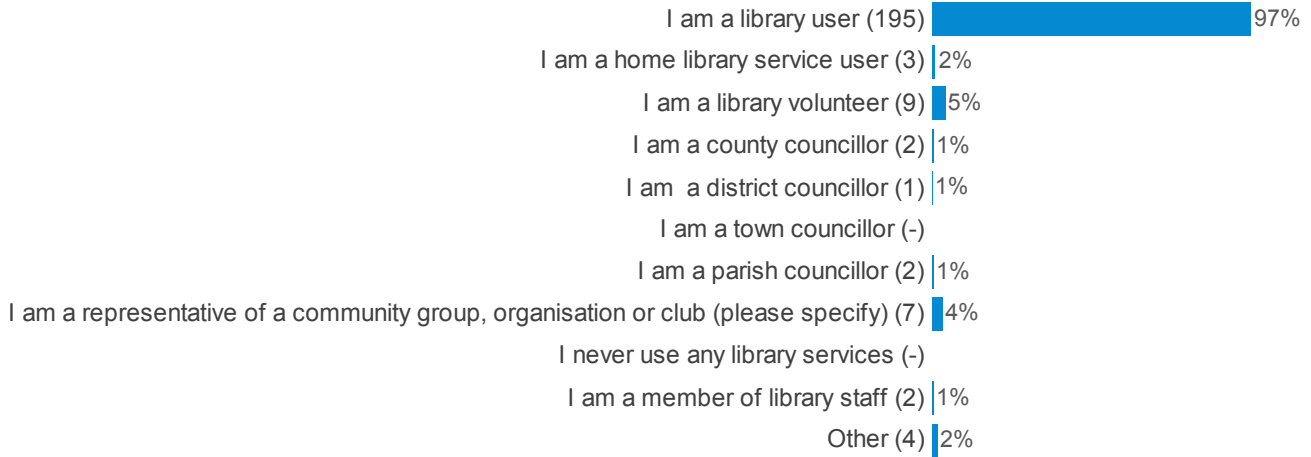 I am a library user (195) 97%
I am a home library service user (3) 2%
I am a library volunteer (9) 5%
I am a county councillor (2) 1%
I am  a district councillor (1) 1%
I am a town councillor (-)
I am a parish councillor (2) 1%
I am a representative of a community group, organisation or club (please specify) (7) 4%
I never use any library services (-)
I am a member of library staff (2) 1%
Other (4) 2%